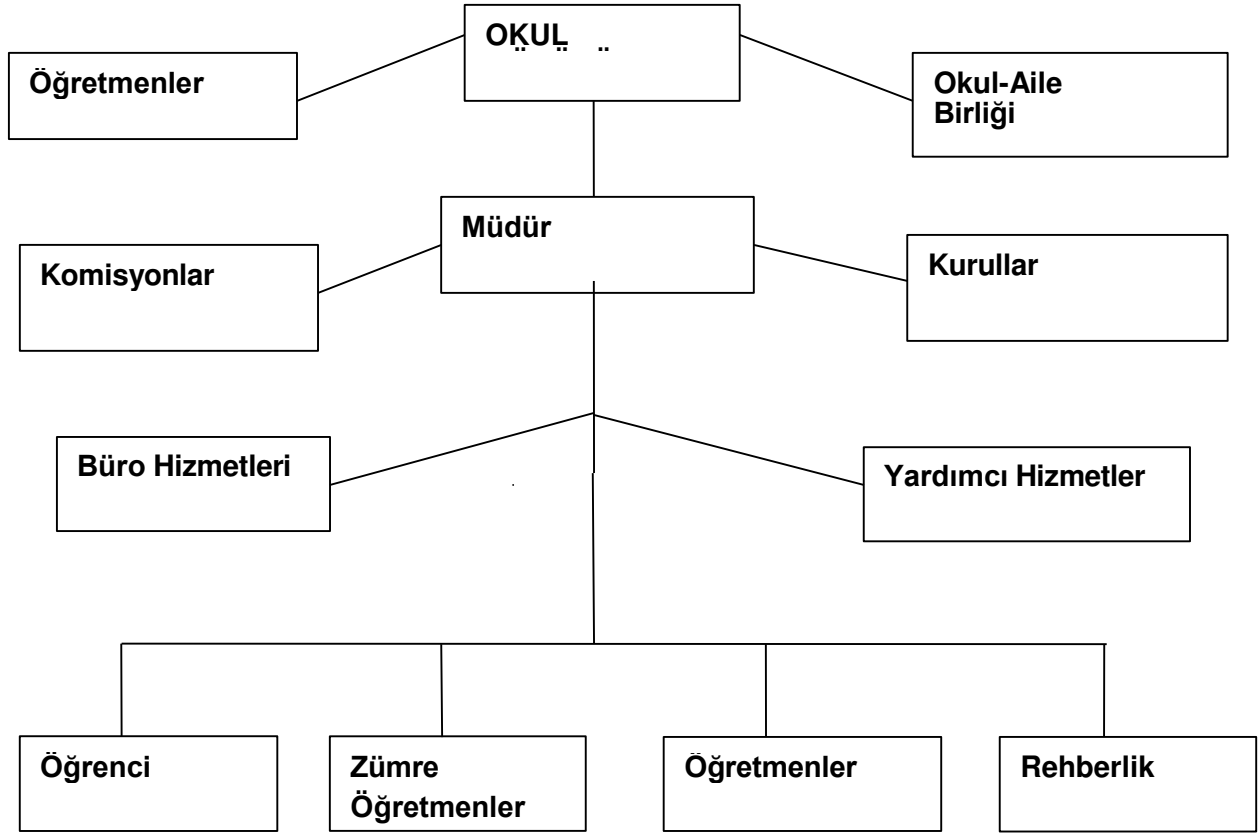 OKUL
Öğretmenler
Okul-Aile
Birliği
Müdür
Komisyonlar
Kurullar
Büro Hizmetleri
Yardımcı Hizmetler
Öğrenci
Zümre
Öğretmenler
Öğretmenler
Rehberlik